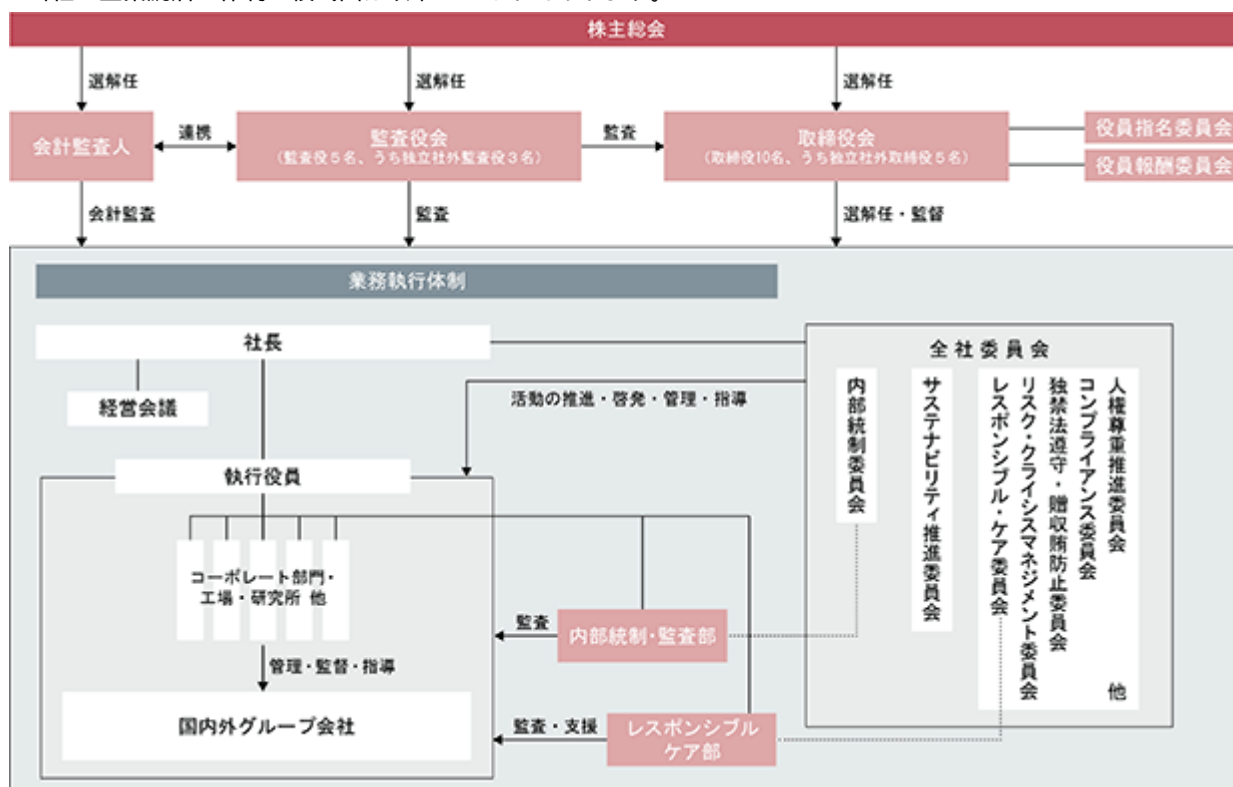 株主総会
選解任
選解任
選解任
会計監査人
連携
監査役会
(監査役5名、うち独立社外監査役3名)
監査
取締役会
(取締役10名、うち独立社外取締役5名)
役員指名委員会
役員報酬委員会
会計監査
監査
選解任・監督
業務執行体制
社長
経営会議
活動の推進・啓発・管理・指導
執行役員
コーポレート部門・
工場・研究所 他
管理・監督・指導
国内外グループ会社
監査
内部統制・監査部
監査・支援
レスポンシブル
ケア部
全社委員会
人権尊重推進委員会
コンプライアンス委員会
独禁法遵守・贈収賄防止委員会
リスク・クライシスマネジメント委員会
レスポンシブル・ケア委員会
他
サステナビリティ推進委員会
内部統制委員会